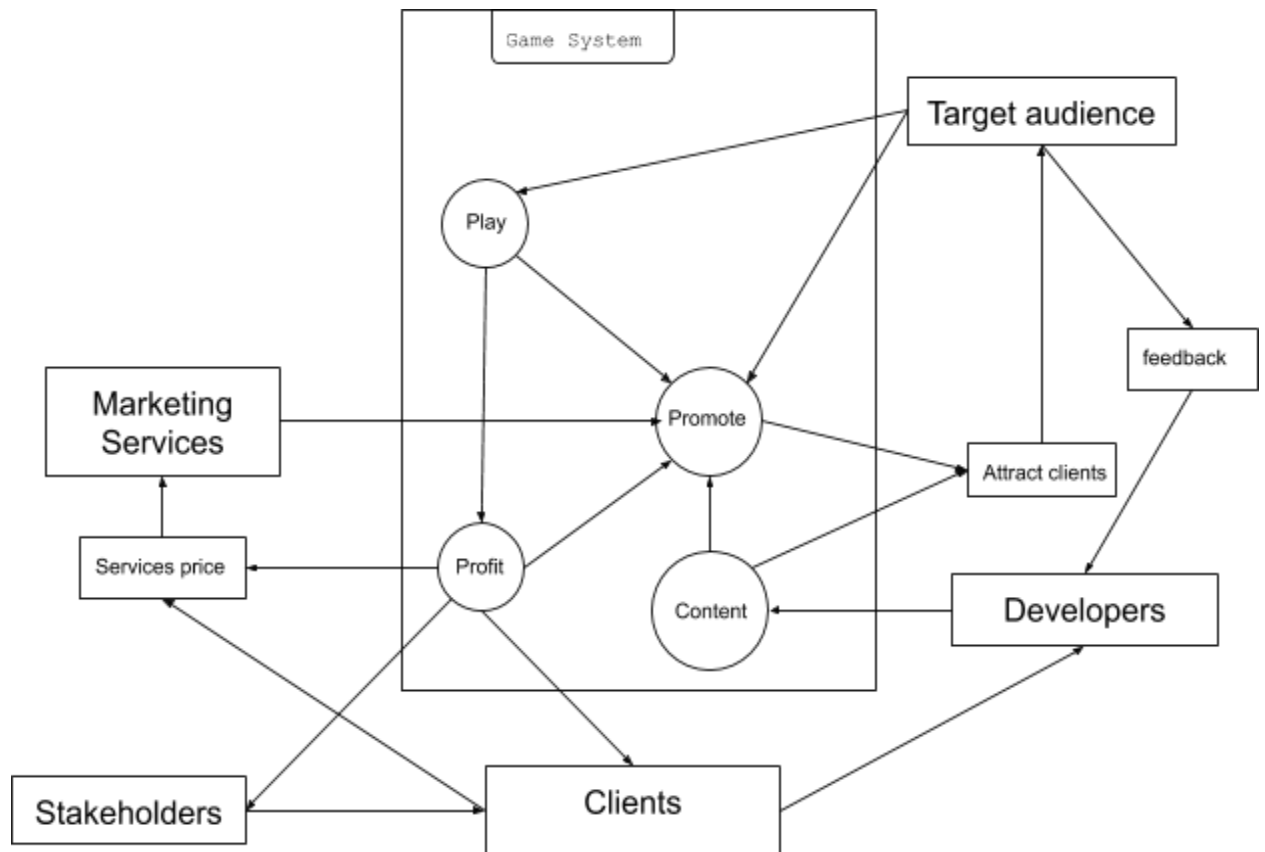 Game System
Target audience
Play
feedback
Marketing
Services
Promote
Attract clients
Services price
Profit
Content
Developers
Stakeholders
Clients